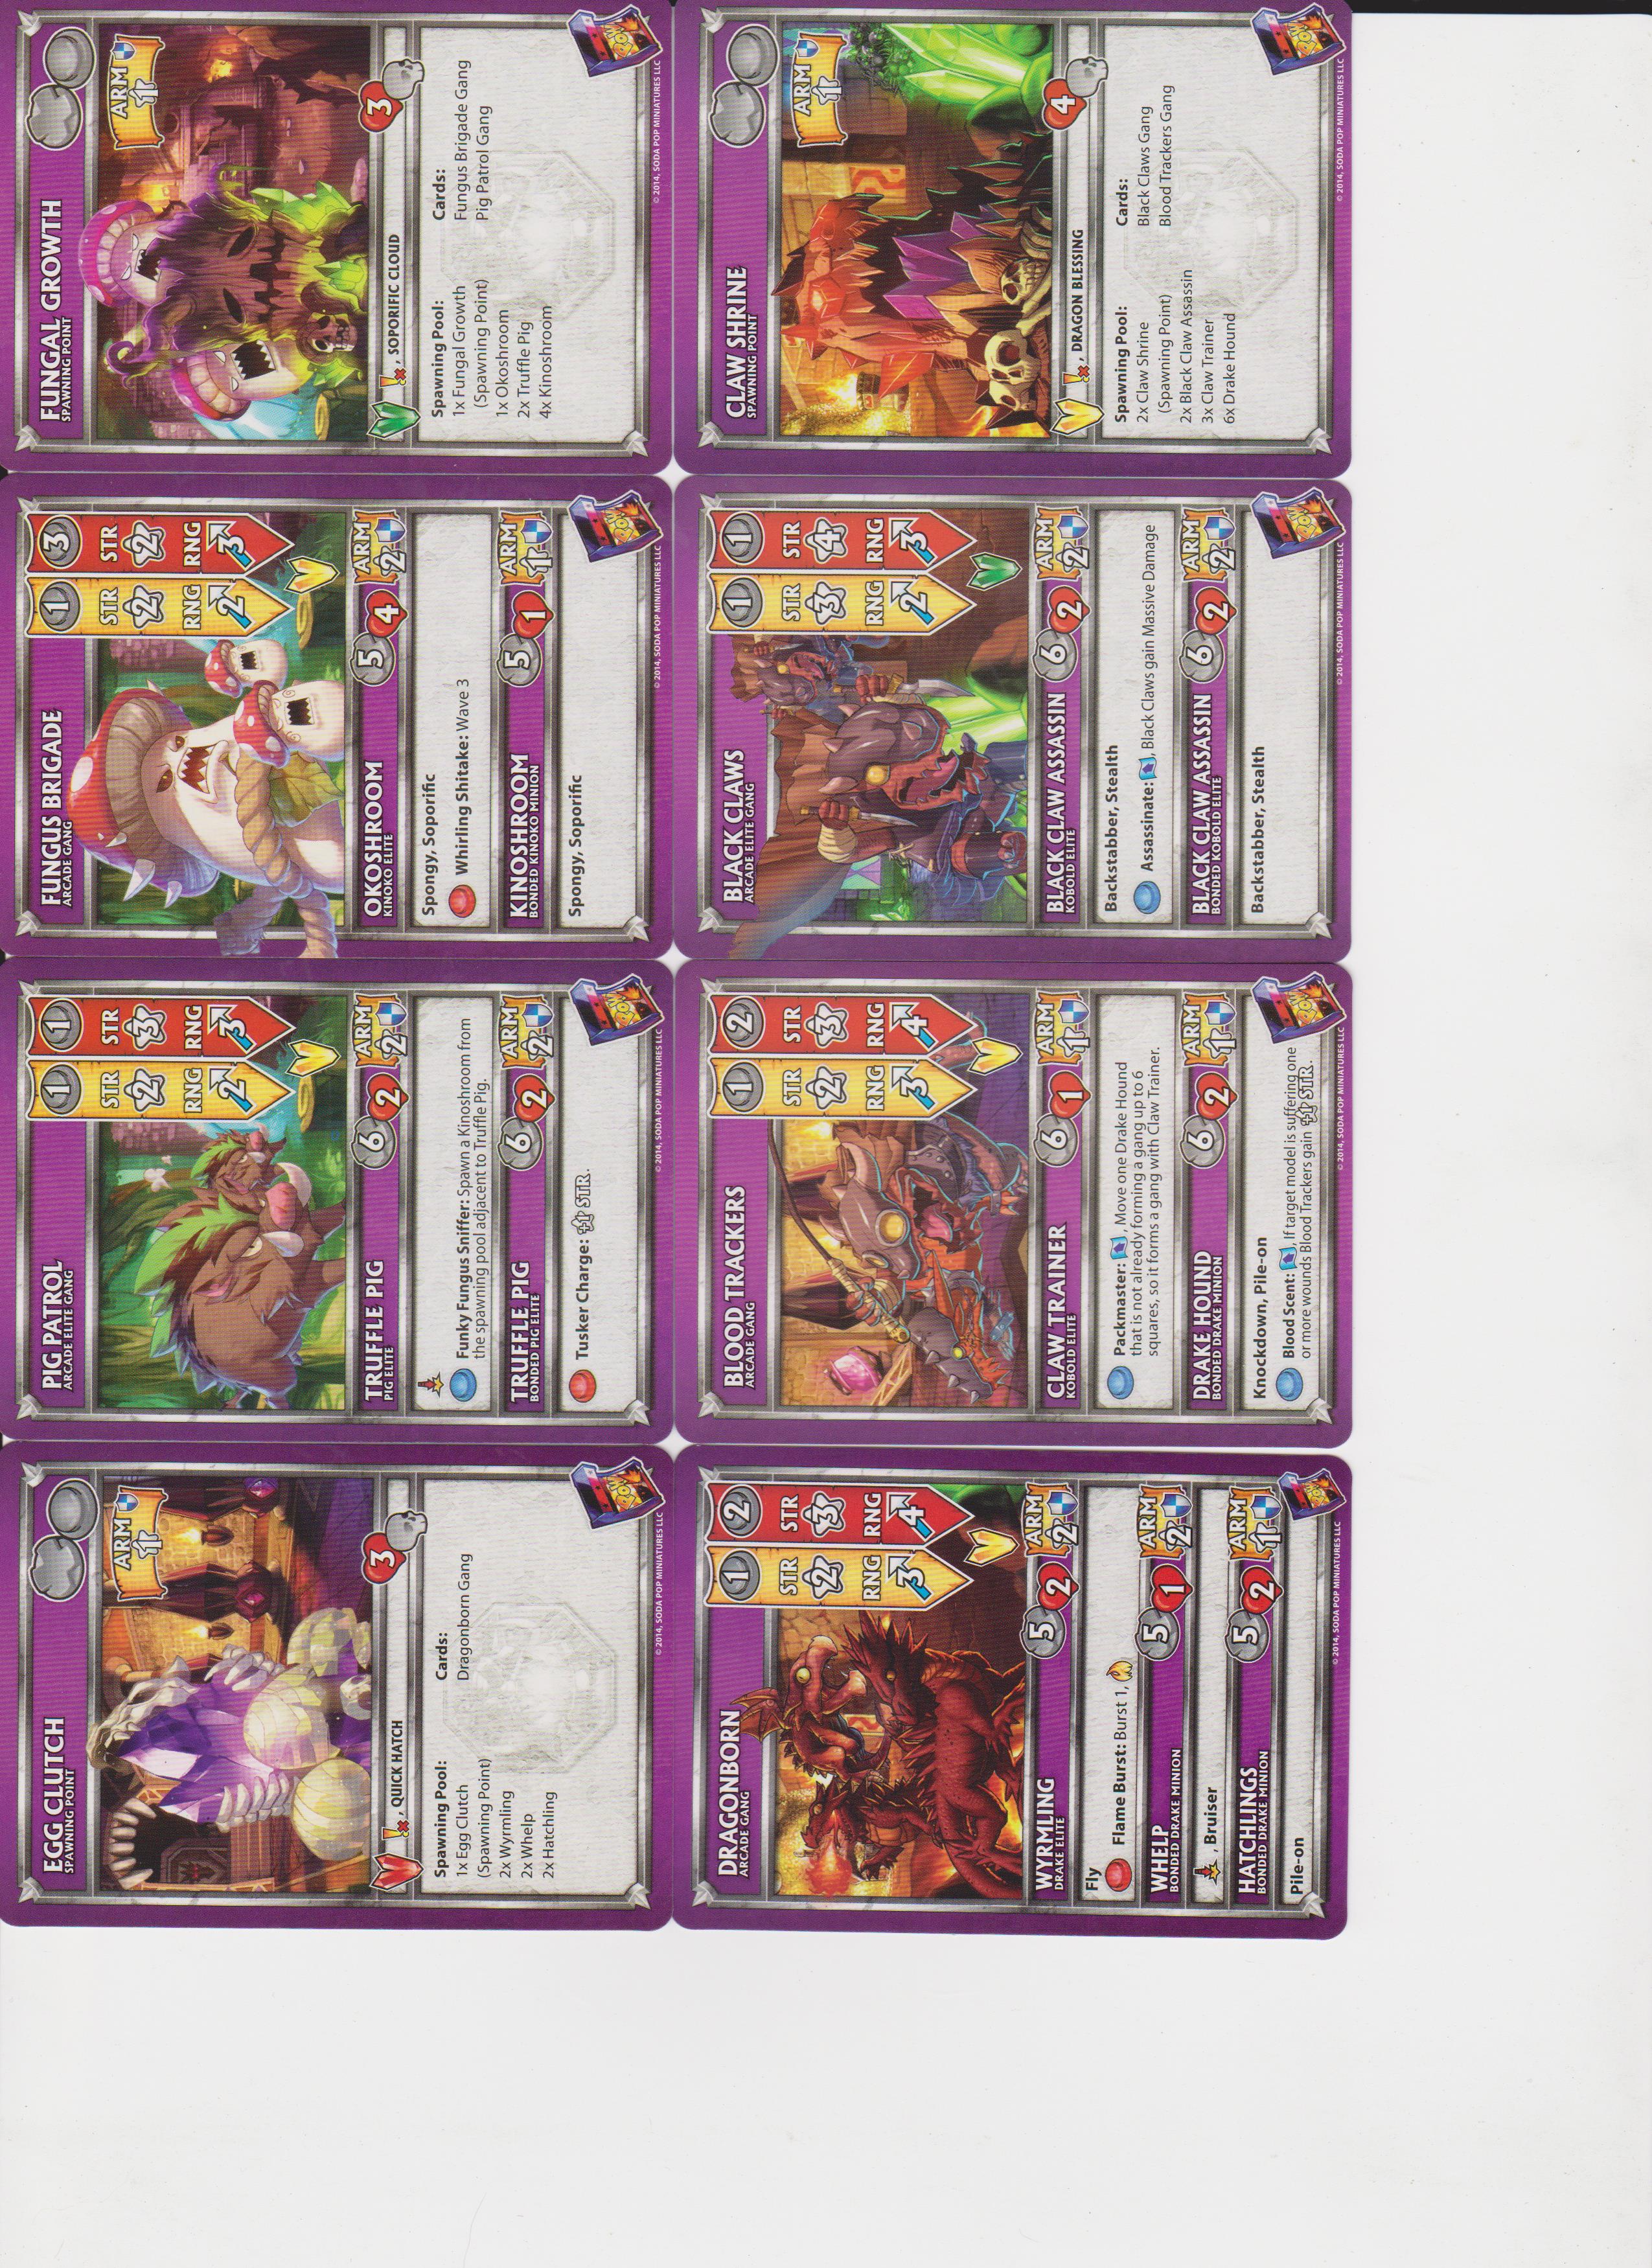 EGG CLUTCH
SPAWNING POINT
ARM
1
3
, QUICK HATCH
Spawning Pool:
1x Egg Clutch
(Spawning Point)
2x Wyrmling
2x Whelp
2x Hatchling
Cards:
Dragonborn Gang
© 2014, SODA POP MINIATURES LLC
PIG PATROL
ARCADE ELITE GANG
1
STR
2
RNG
2
1
STR
3
RNG
3
TRUFFLE PIG
PIG ELITE
6
2
ARM
2
Funky Fungus Sniffer: Spawn a Kinoshroom from
the spawning pool adjacent to Truffle Pig.
TRUFFLE PIG
BONDED PIG ELITE
6
2
ARM
2
Tusker Charge: +1 STR.
© 2014, SODA POP MINIATURES LLC
FUNGUS BRIGADE
ARCADE GANG
1
STR
2
RNG
2
3
STR
2
RNG
3
OKOSHROOM
KINOKO ELITE
5
4
ARM
2
Spongy, Soporific
Whirling Shitake: Wave 3
KINOSHROOM
BONDED KINOKO MINION
5
1
ARM
1
Spongy, Soporific
© 2014, SODA POP MINIATURES LLC
FUNGAL GROWTH
SPAWNING POINT
ARM
1
3
, SOPORIFIC CLOUD
Spawning Pool:
1x Fungal Growth
(Spawning Point)
1x Okoshroom
2x Truffle Pig
4x Kinoshroom
Cards:
Fungus Brigade Gang
Pig Patrol Gang
© 2014, SODA POP MINIATURES LLC
DRAGONBORN
ARCADE GANG
1
STR
2
RNG
3
2
STR
3
RNG
4
WYRMLING
DRAKE ELITE
5
2
ARM
2
Fly
Flame Burst: Burst 1,
WHELP
BONDED DRAKE MINION
5
1
ARM
2
, Bruiser
HATCHLINGS
BONDED DRAKE MINION
5
2
ARM
1
Pile-on
© 2014, SODA POP MINIATURES LLC
BLOOD TRACKERS
ARCADE GANG
1
STR
2
RNG
3
2
STR
3
RNG
4
CLAW TRAINER
KOBOLD ELITE
6
1
ARM
1
Packmaster: , Move one Drake Hound
that is not already forming a gang up to 6
squares, so it forms a gang with Claw Trainer.
DRAKE HOUND
BONDED DRAKE MINION
6
2
ARM
1
Knockdown, Pile-on
Blood Scent: , If target model is suffering one
or more wounds Blood Trackers gain +1 STR.
© 2014, SODA POP MINIATURES LLC
BLACK CLAWS
ARCADE ELITE GANG
1
STR
3
RNG
2
1
STR
4
RNG
3
BLACK CLAW ASSASSIN
KOBOLD ELITE
6
2
ARM
2
Backstabber, Stealth
Assassinate: , Black Claws gain Massive Damage
BLACK CLAW ASSASSIN
BONDED KOBOLD ELITE
6
2
ARM
2
Backstabber, Stealth
© 2014, SODA POP MINIATURES LLC
CLAW SHRINE
SPAWNING POINT
ARM
1
4
, DRAGON BLESSING
Spawning Pool:
2x Claw Shrine
(Spawning Point)
2x Black Claw Assassin
3x Claw Trainer
6x Drake Hound
Cards:
Black Claws Gang
Blood Trackers Gang
© 2014, SODA POP MINIATURES LLC